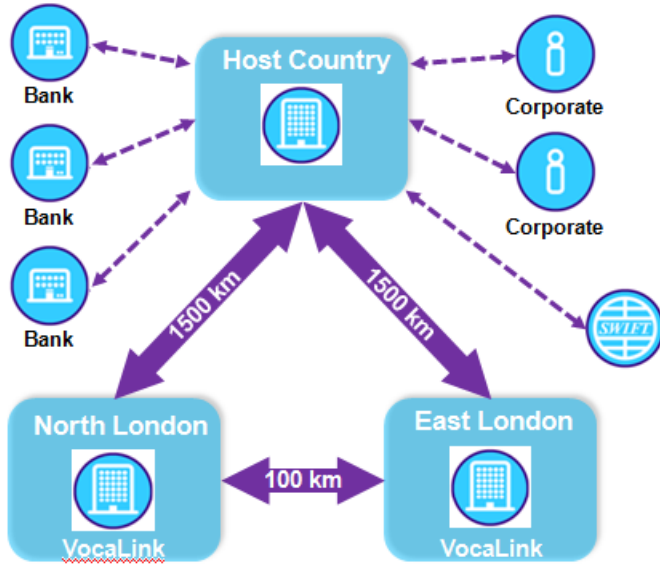 Host Country
Bank
Corporate
Bank
Corporate
Bank
SWIFT
1500 km
1500 km
North London
East London
100 km
VocaLink
VocaLink